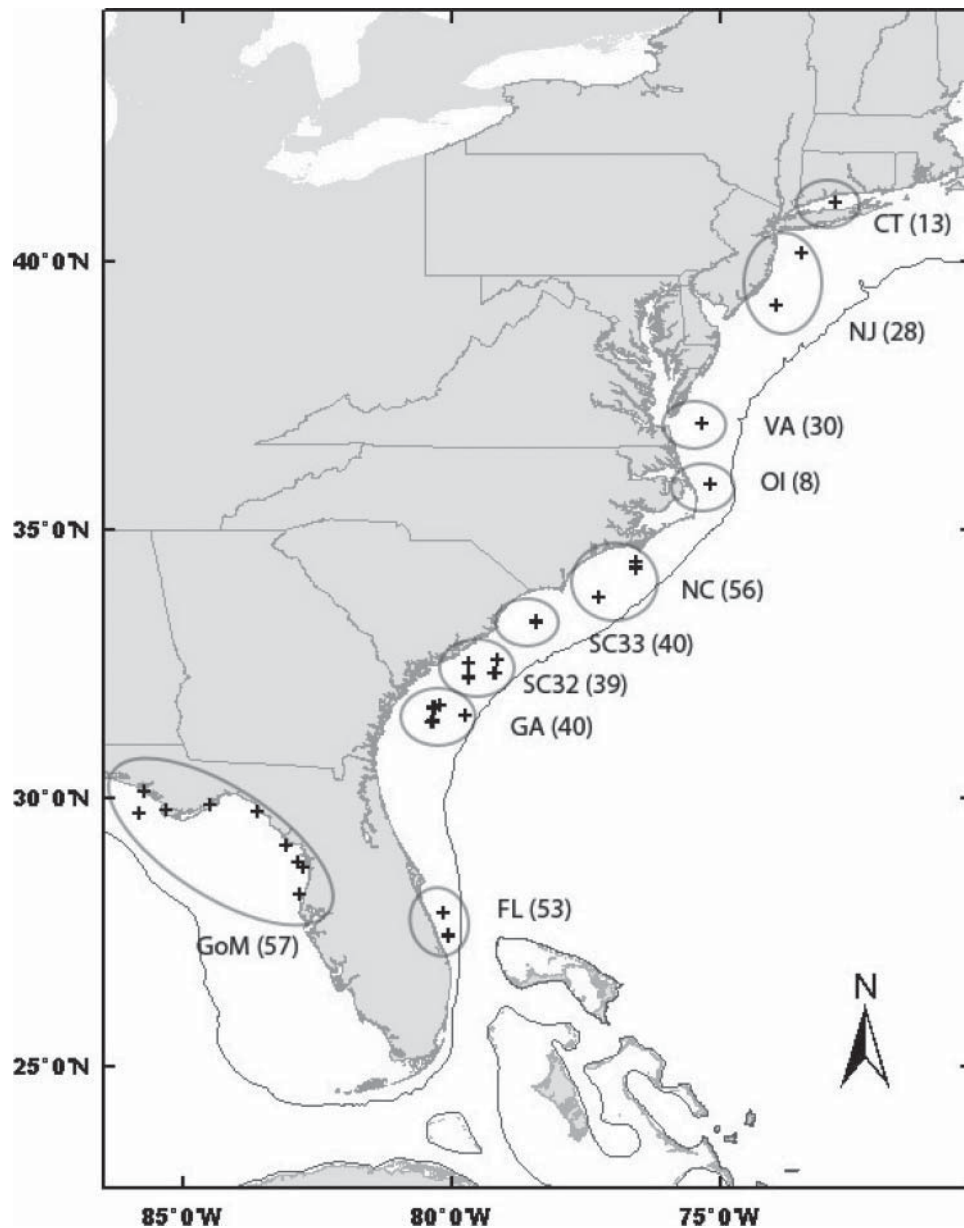 CT (13)
40°0'N
NJ (28)
VA (30)
OI (8)
35°0'N
NC (56)
SC33 (40)
SC32 (39)
GA (40)
30°0'N
FL (53)
GoM (57)
N
25°0'N
85°0'W 80°0'W 75°0'W